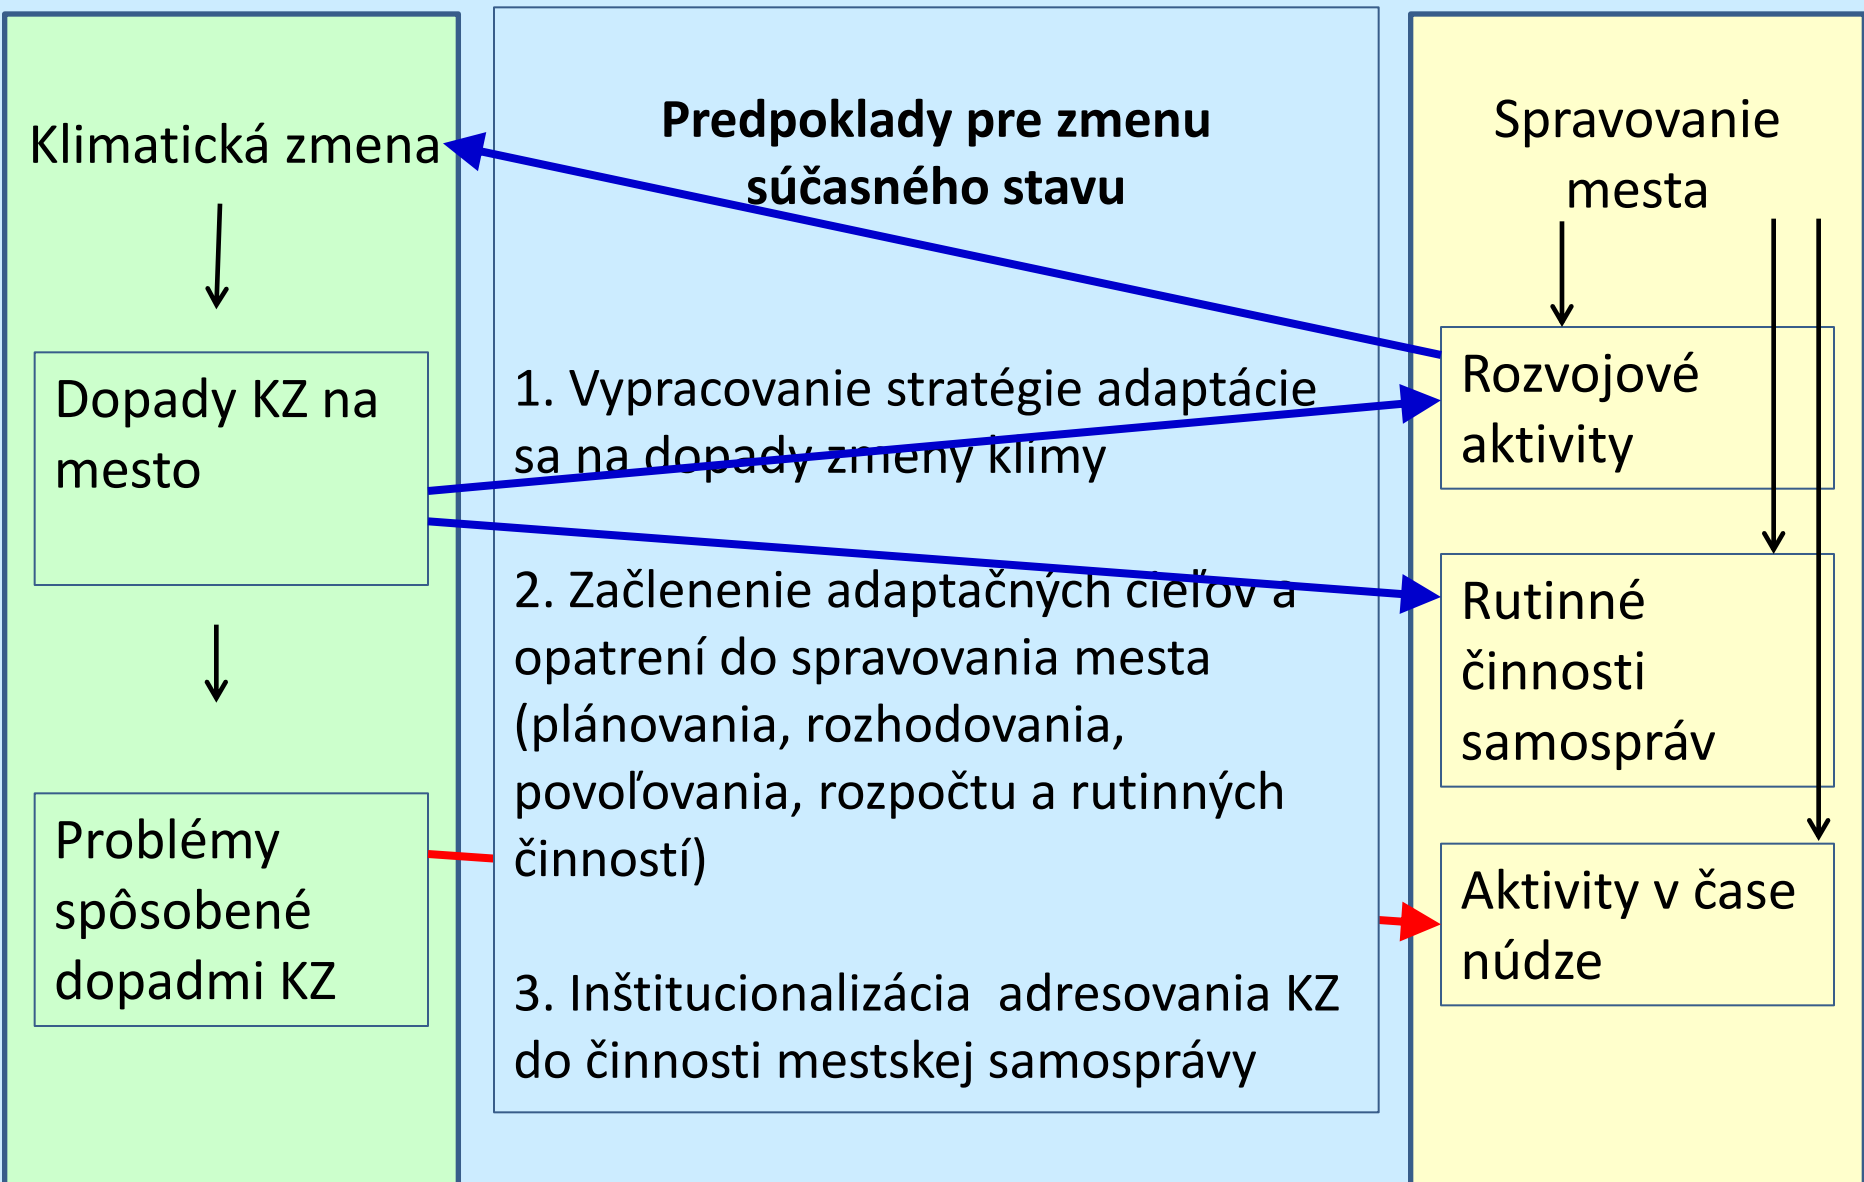 Klimatická zmena
Dopady KZ na
mesto
Problémy
spôsobené
dopadmi KZ
Predpoklady pre zmenu
súčasného stavu
1. Vypracovanie stratégie adaptácie
sa na dopady zmeny klímy
2. Začlenenie adaptačných cieľov a
opatrení do spravovania mesta
(plánovania, rozhodovania,
povoľovania, rozpočtu a rutinných
činností)
3. Inštitucionalizácia  adresovania KZ
do činnosti mestskej samosprávy
Spravovanie
mesta
Rozvojové
aktivity
Rutinné
činnosti
samospráv
Aktivity v čase
núdze